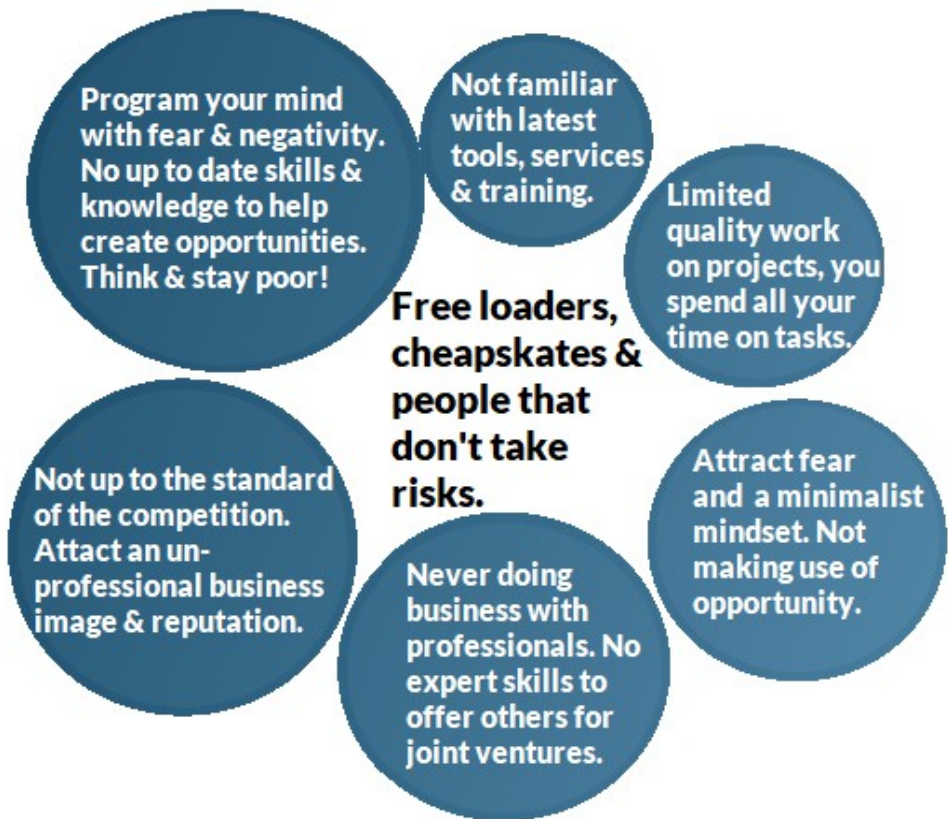 Program your mind
with fear & negativity.
No up to date skills &
knowledge to help
create opportunities.
Think & stay poor!
Not familiar
with latest
tools, services
& training.
Limited
quality work
on projects, you
spend all your
time on tasks.
Free loaders,
cheapskates &
people that
don't take
risks.
Attract fear
and a minimalist
mindset. Not
making use of
opportunity.
Never doing
business with
professionals. No
expert skills to
offer others for
joint ventures.
Not up to the standard
of the competition.
Attact an un-
professional business
image & reputation.